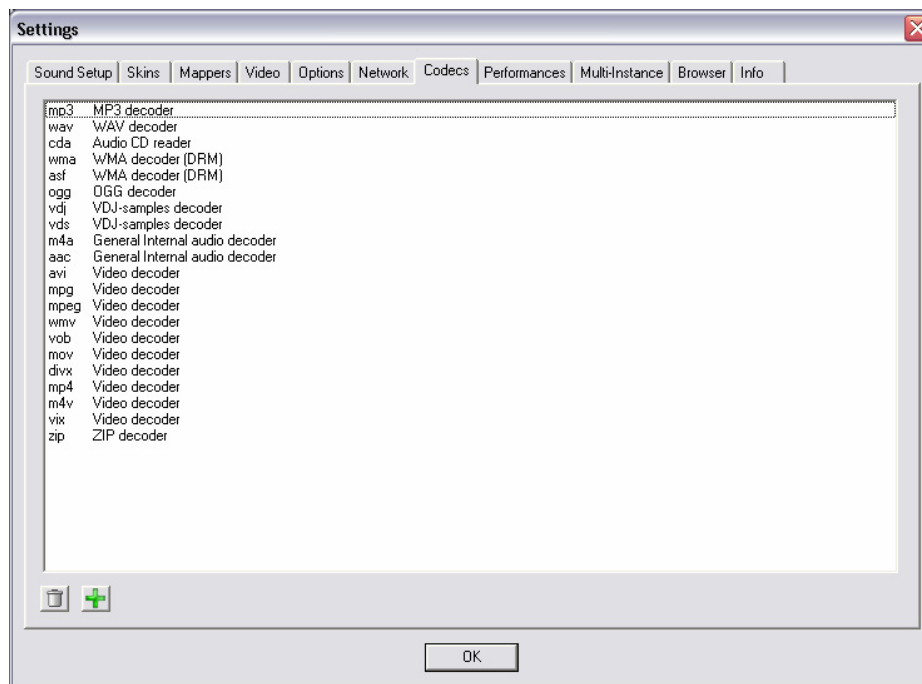 Settings
Sound Setup Skins Mappers Video Options Network Codecs Performances Multi-Instance Browser Info
mp3 MP3 decoder
wav WAV decoder
cda Audio CD reader
wma WMA decoder (DRM)
asf WMA decoder (DRM)
ogg OGG decoder
vdj VDJ-samples decoder
vds VDJ-samples decoder
m4a General Internal audio decoder
aac General Internal audio decoder
avi Video decoder
mpg Video decoder
mpeg Video decoder
wmv Video decoder
vob Video decoder
mov Video decoder
divx Video decoder
mp4 Video decoder
m4v Video decoder
vix Video decoder
zip ZIP decoder
OK